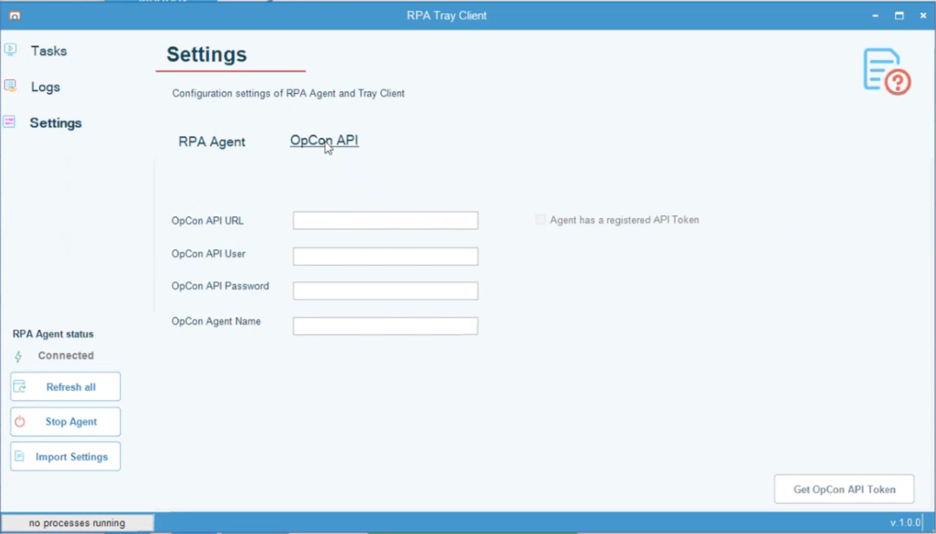 RPA Tray Client
Tasks
Logs
Settings
Settings
Configuration settings of RPA Agent and Tray Client
RPA Agent
OpCon API
OpCon API URL
Agent has a registered API Token
OpCon API User
OpCon API Password
OpCon Agent Name
RPA Agent status
Connected
Refresh all
Stop Agent
Import Settings
Get OpCon API Token
no processes running
v.1.0.0